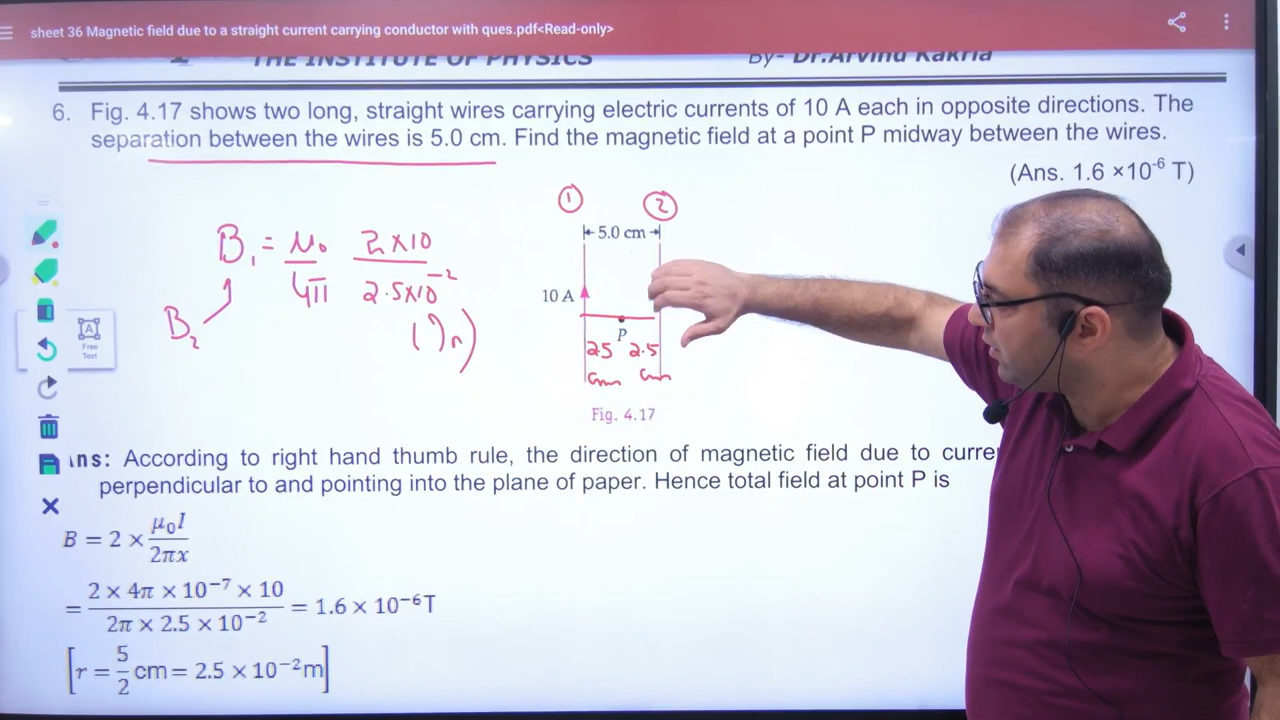 sheet 36 Magnetic field due to a straight current carrying conductor with ques.pdf<Read-only>
THE INSTITUTE OF PHYSICS
By- Dr.Arvind Kakria
6. Fig. 4.17 shows two long, straight wires carrying electric currents of 10 A each in opposite directions. The
separation between the wires is 5.0 cm. Find the magnetic field at a point P midway between the wires.
(Ans. 1.6 ×10⁻⁶ T)
① ②
5.0 cm
B₁ = μ₀/4π 2×10/2.5×10⁻²
B₂
(In)
10 A
P
2.5 2.5
cm cm
Fig. 4.17
Free
Text
ns: According to right hand thumb rule, the direction of magnetic field due to curre
perpendicular to and pointing into the plane of paper. Hence total field at point P is
B = 2 × μ₀I/2πx
= 2 × 4π × 10⁻⁷ × 10/2π × 2.5 × 10⁻² = 1.6 × 10⁻⁶T
[r = 5/2 cm = 2.5 × 10⁻²m]